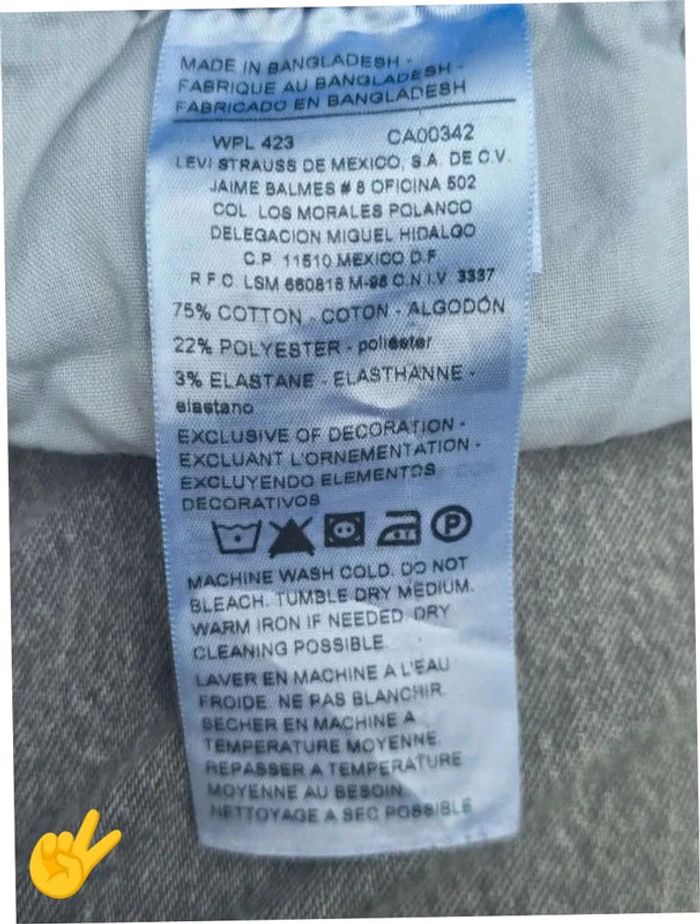 MADE IN BANGLADESH -
FABRIQUE AU BANGLADESH -
FABRICADO EN BANGLADESH
WPL 423 CA00342
LEVI STRAUSS DE MEXICO, S.A. DE C.V.
JAIME BALMES # 8 OFICINA 502
COL. LOS MORALES POLANCO
DELEGACION MIGUEL HIDALGO
C.P. 11510 MEXICO D.F.
R.F.C. LSM 660818 M-96 C.N.I.V. 3337
75% COTTON - COTON - ALGODÓN
22% POLYESTER - poliéster
3% ELASTANE - ELASTHANNE -
elastano
EXCLUSIVE OF DECORATION -
EXCLUANT L'ORNEMENTATION -
EXCLUYENDO ELEMENTOS
DECORATIVOS
P
MACHINE WASH COLD. DO NOT
BLEACH. TUMBLE DRY MEDIUM.
WARM IRON IF NEEDED. DRY
CLEANING POSSIBLE.
LAVER EN MACHINE A L'EAU
FROIDE. NE PAS BLANCHIR.
SECHER EN MACHINE A
TEMPERATURE MOYENNE.
REPASSER A TEMPERATURE
MOYENNE AU BESOIN.
NETTOYAGE A SEC POSSIBLE